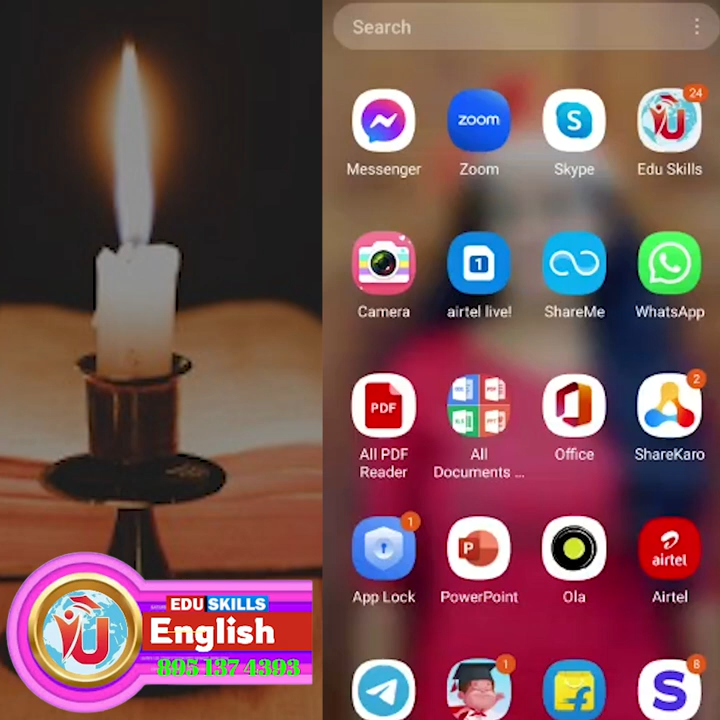 Search
zoom
S
U
24
Messenger
Zoom
Skype
Edu Skills
1
Camera
airtel live!
ShareMe
WhatsApp
PDF
2
All PDF
Reader
All
Documents ...
Office
ShareKaro
1
P
airtel
App Lock
PowerPoint
Ola
Airtel
1
f
S
8
EDU SKILLS
English
895 137 4393
U